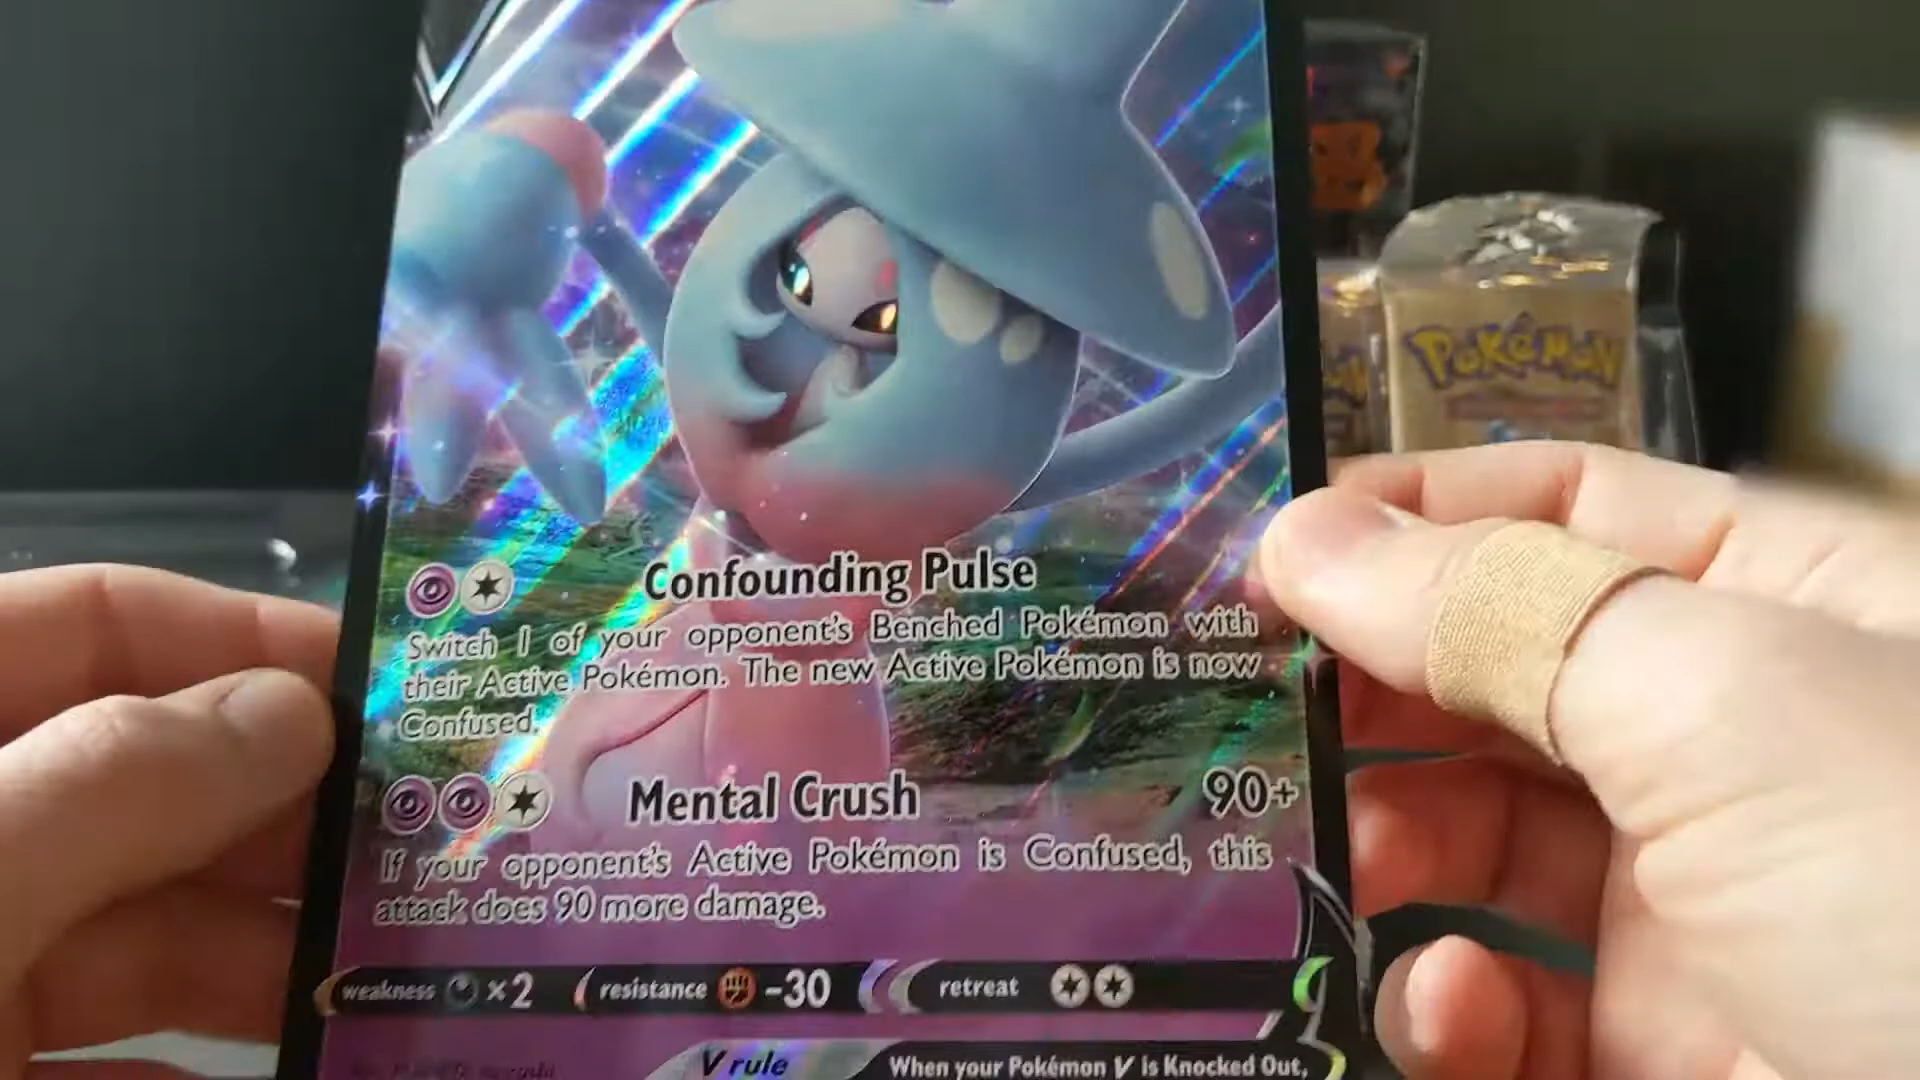 Pokémon
Confounding Pulse
Switch 1 of your opponent's Benched Pokémon with
their Active Pokémon. The new Active Pokémon is now
Confused.
Mental Crush 90+
If your opponent's Active Pokémon is Confused, this
attack does 90 more damage.
weakness ×2 resistance -30 retreat
V rule When your Pokémon V is Knocked Out,